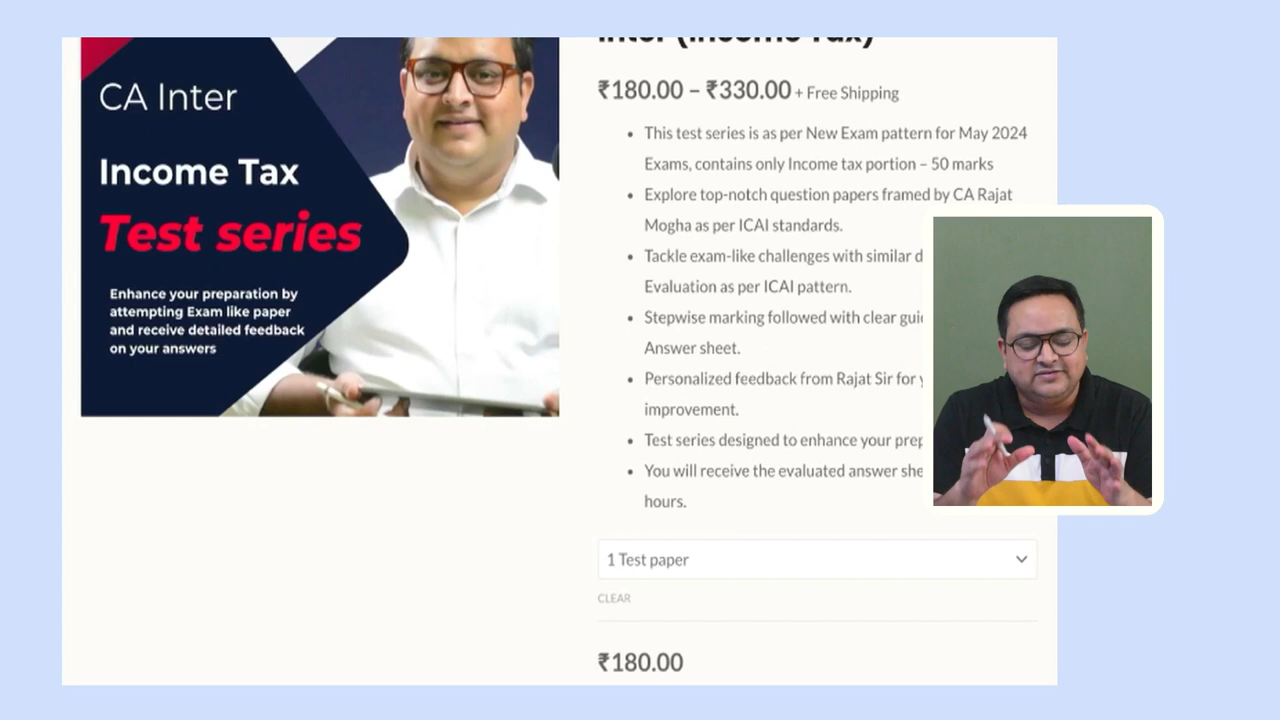 CA Inter
Income Tax
Test series
Enhance your preparation by
attempting Exam like paper
and receive detailed feedback
on your answers
Inter (Income Tax)
₹180.00 – ₹330.00 + Free Shipping
• This test series is as per New Exam pattern for May 2024
Exams, contains only Income tax portion – 50 marks
• Explore top-notch question papers framed by CA Rajat
Mogha as per ICAI standards.
• Tackle exam-like challenges with similar
Evaluation as per ICAI pattern.
• Stepwise marking followed with clear
Answer sheet.
• Personalized feedback from Rajat Sir for
improvement.
• Test series designed to enhance your
• You will receive the evaluated answer
hours.
1 Test paper
CLEAR
₹180.00